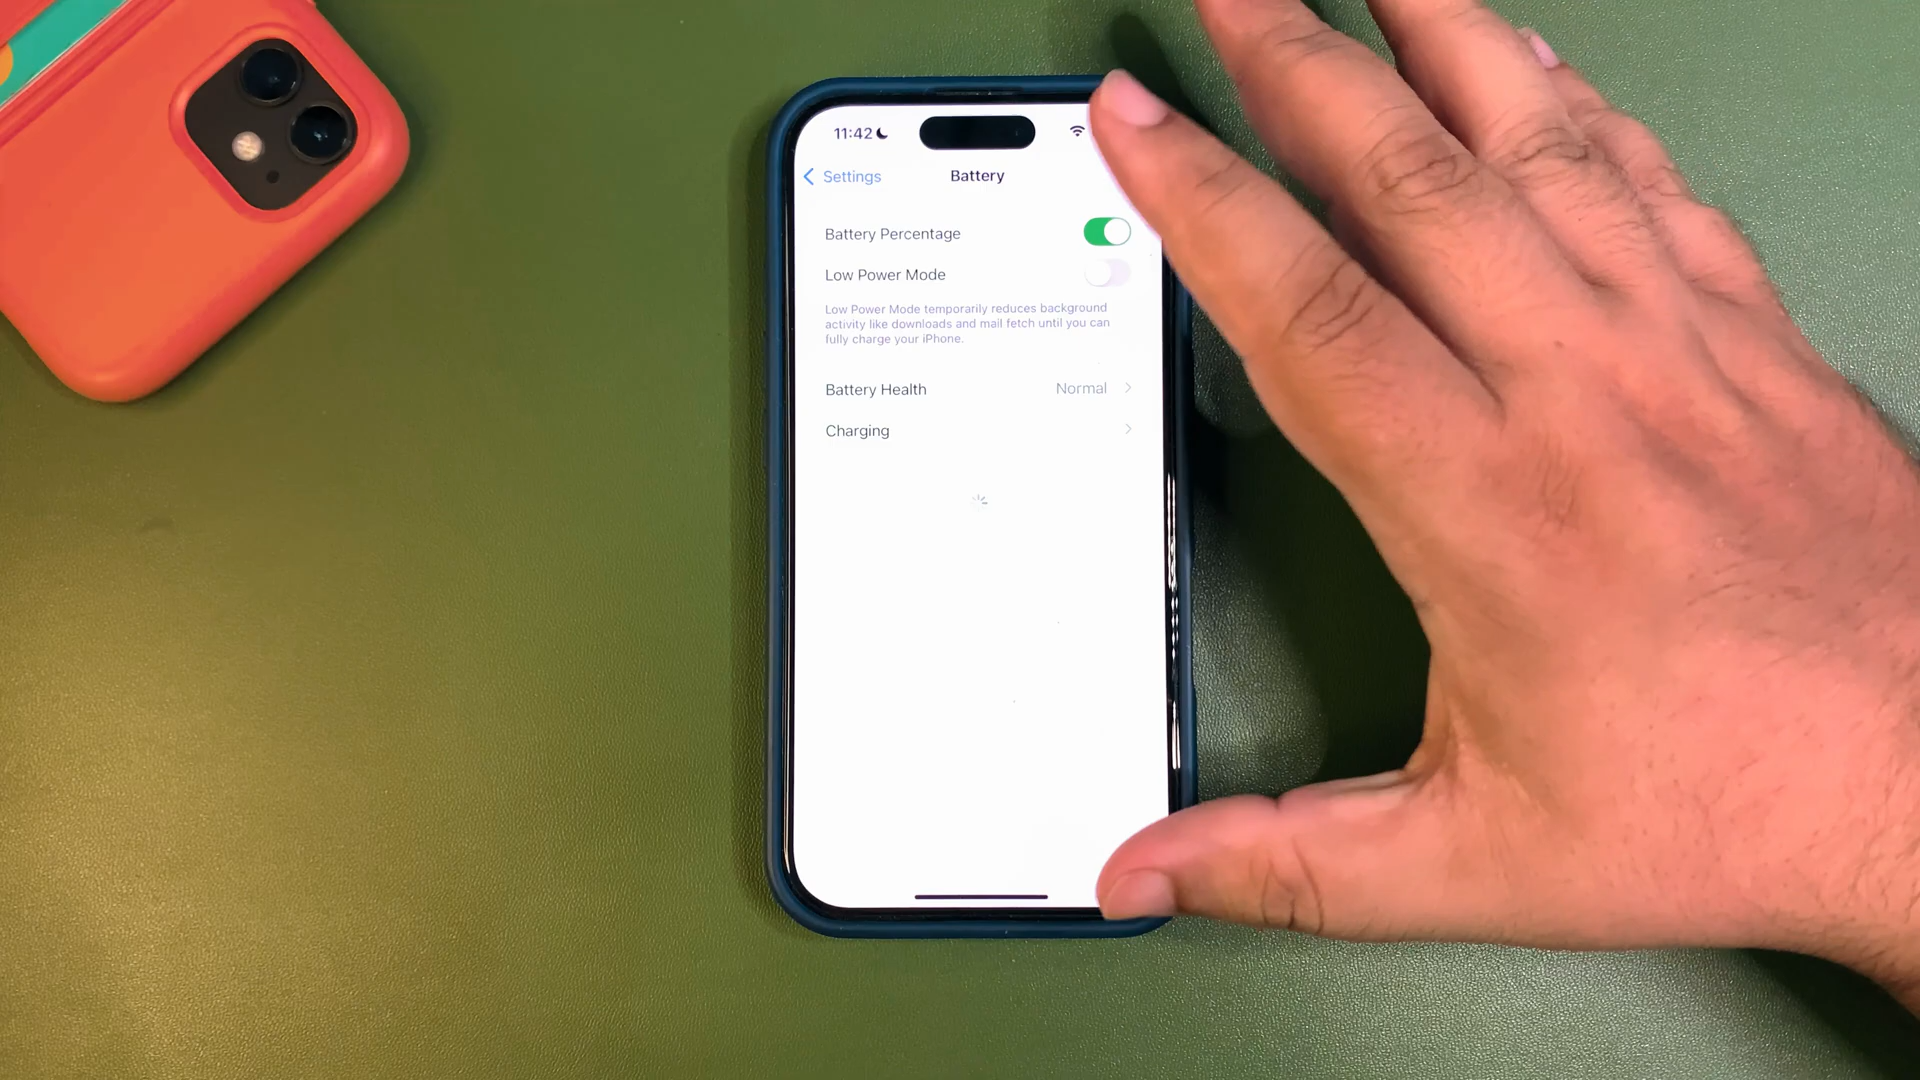 11:42
Settings
Battery
Battery Percentage
Low Power Mode
Low Power Mode temporarily reduces background
activity like downloads and mail fetch until you can
fully charge your iPhone.
Battery Health Normal
Charging